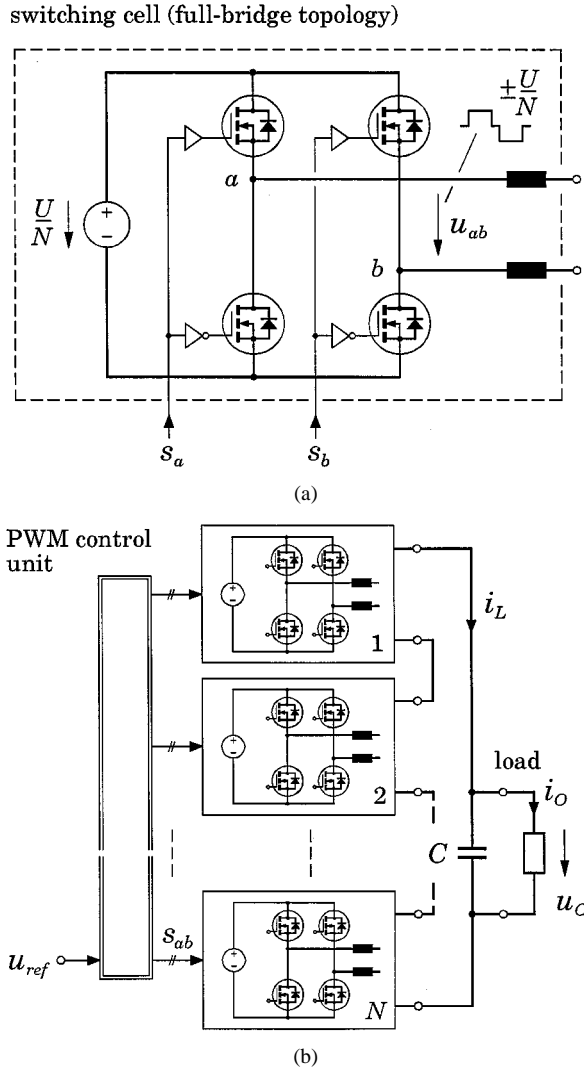 switching cell (full-bridge topology)
±U/N
a
U/N
+
−
u_ab
b
s_a
s_b
(a)
PWM control
unit
1
i_L
2
load
i_O
C
u_O
s_ab
u_ref
N
(b)